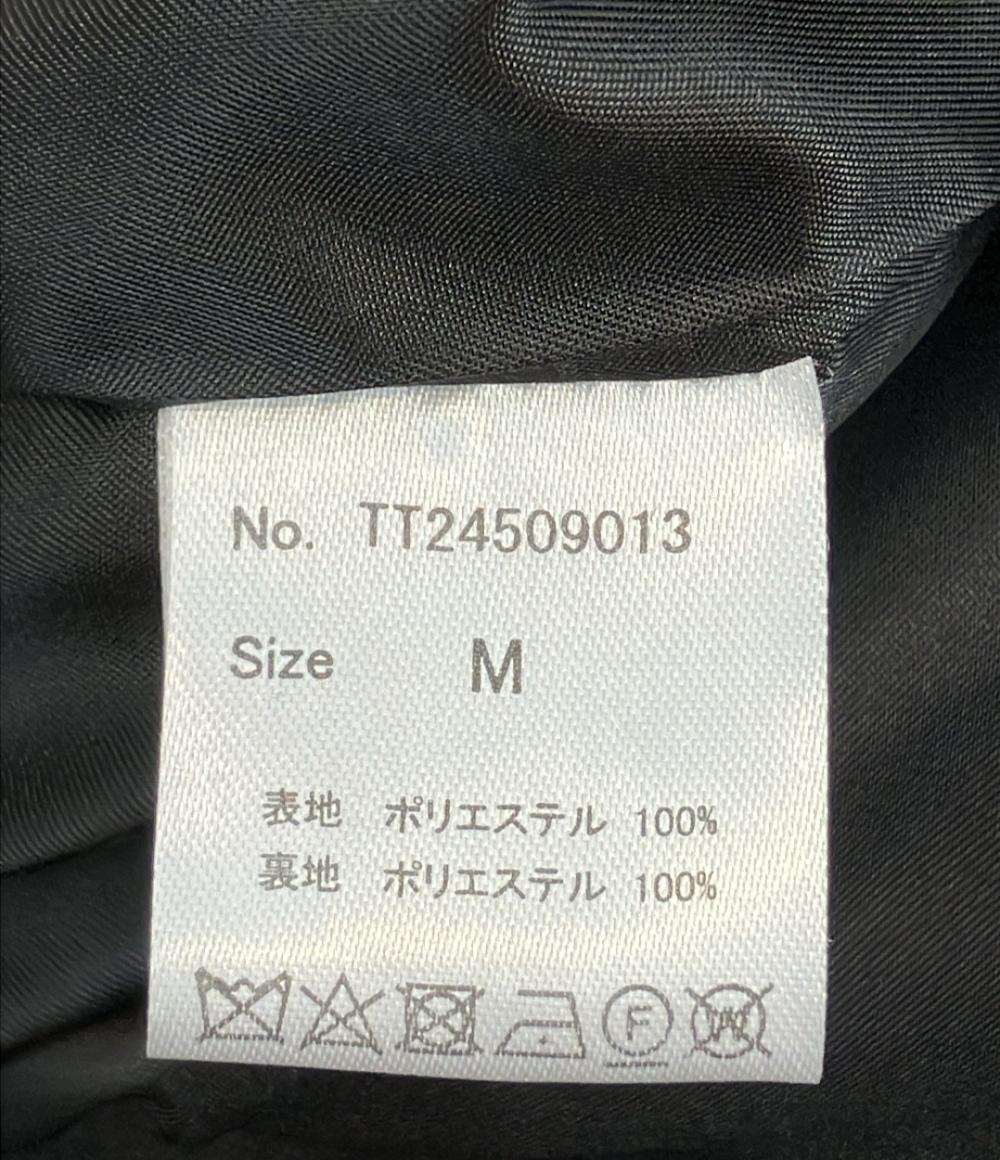 No. TT24509013
Size M
表地 ポリエステル 100%
裏地 ポリエステル 100%
F W